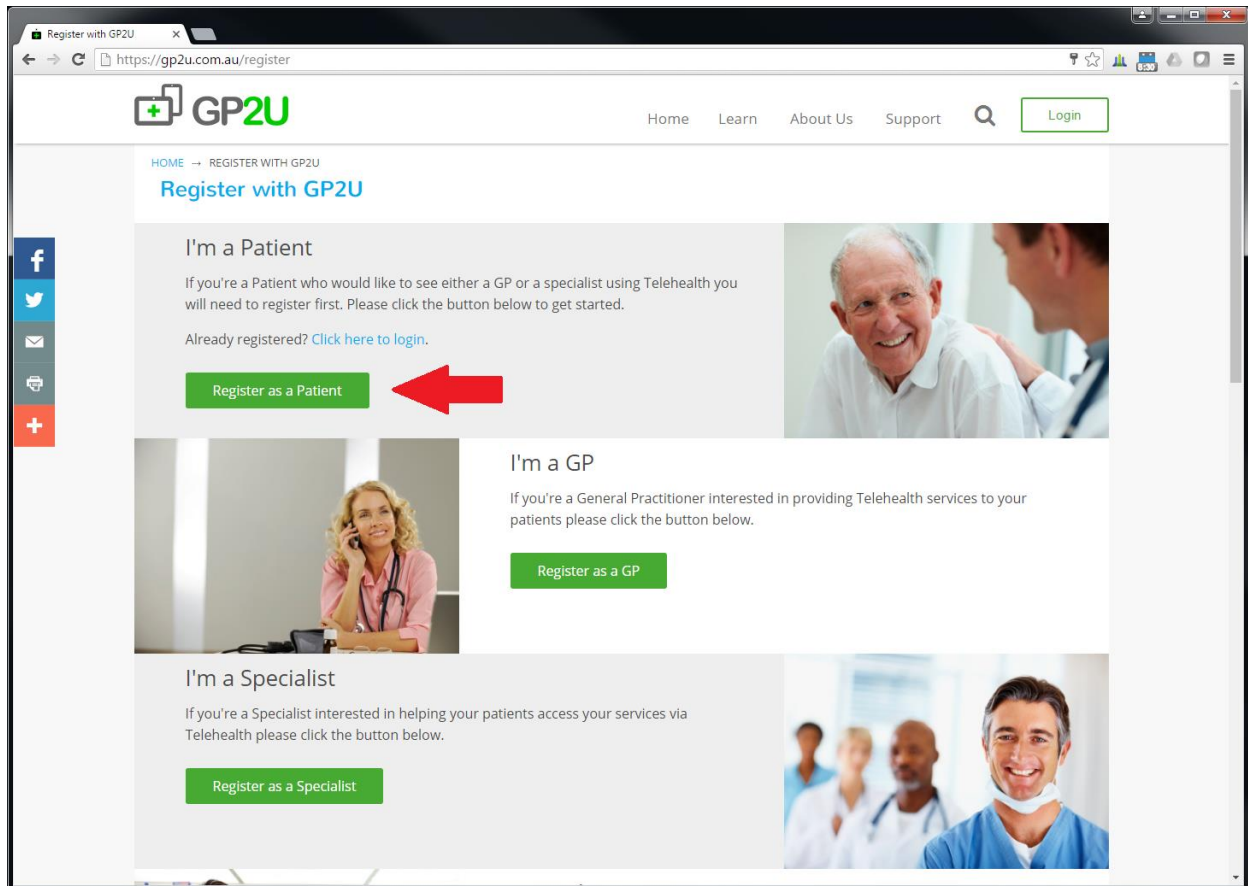 Register with GP2U
https://gp2u.com.au/register
GP2U
Home Learn About Us Support Login
HOME → REGISTER WITH GP2U
Register with GP2U
I'm a Patient
If you're a Patient who would like to see either a GP or a specialist using Telehealth you
will need to register first. Please click the button below to get started.
Already registered? Click here to login.
Register as a Patient
I'm a GP
If you're a General Practitioner interested in providing Telehealth services to your
patients please click the button below.
Register as a GP
I'm a Specialist
If you're a Specialist interested in helping your patients access your services via
Telehealth please click the button below.
Register as a Specialist